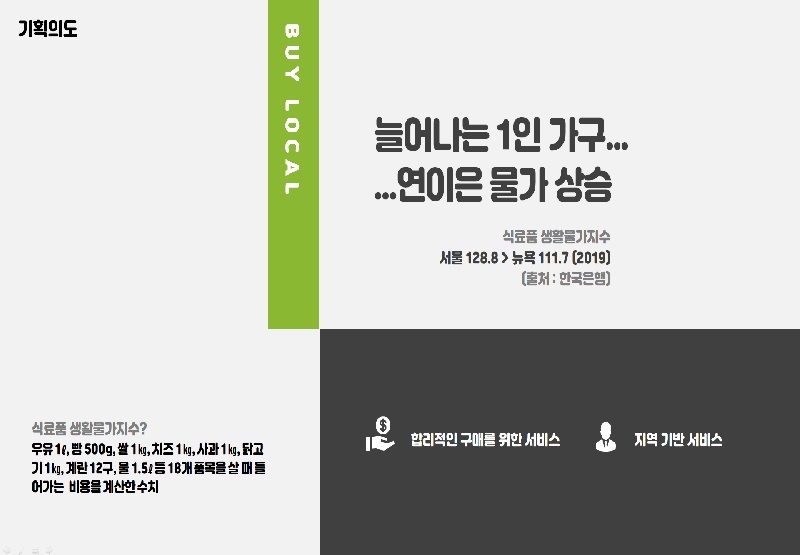 기획의도
BUY LOCAL
늘어나는 1인 가구...
...연이은 물가 상승
식료품 생활물가지수
서울 128.8 > 뉴욕 111.7 (2019)
(출처 : 한국은행)
식료품 생활물가지수?
우유 1ℓ, 빵 500g, 쌀 1㎏, 치즈 1㎏, 사과 1㎏, 닭고
기 1㎏, 계란 12구, 물 1.5ℓ 등 18개 품목을 살 때 들
어가는 비용을 계산한 수치
합리적인 구매를 위한 서비스
지역 기반 서비스